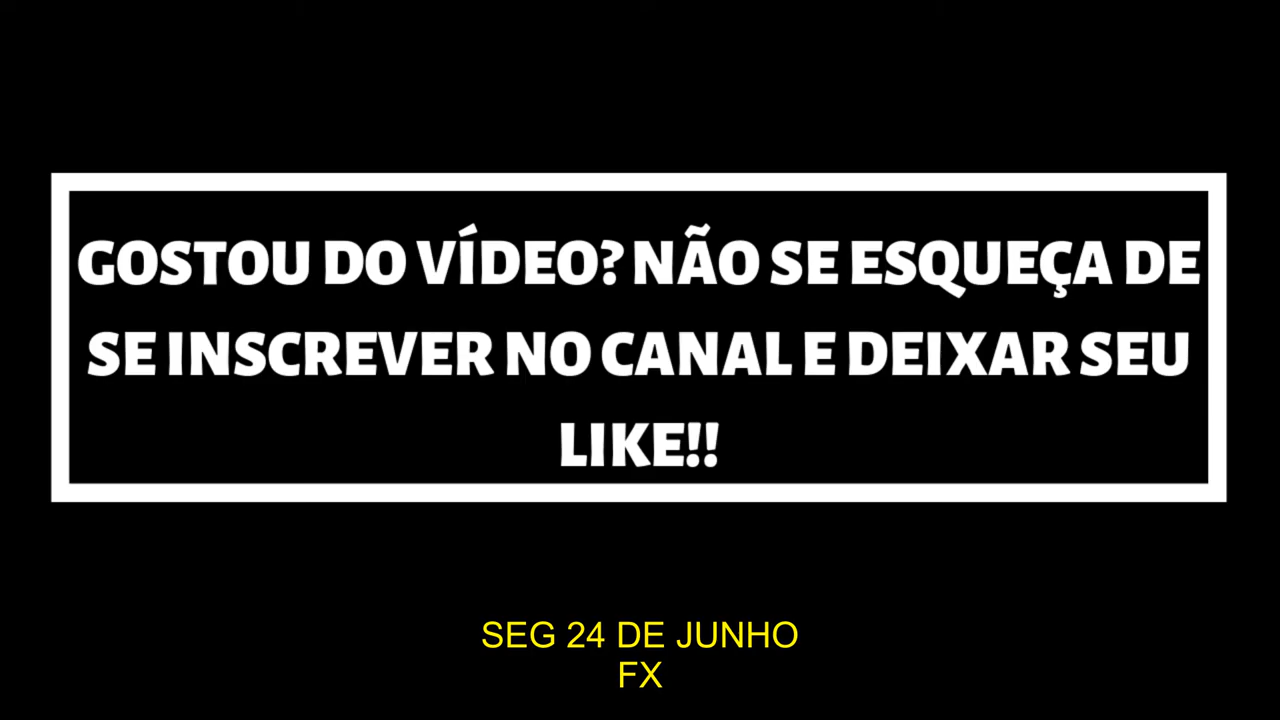 GOSTOU DO VÍDEO? NÃO SE ESQUEÇA DE
SE INSCREVER NO CANAL E DEIXAR SEU
LIKE!!
SEG 24 DE JUNHO
FX